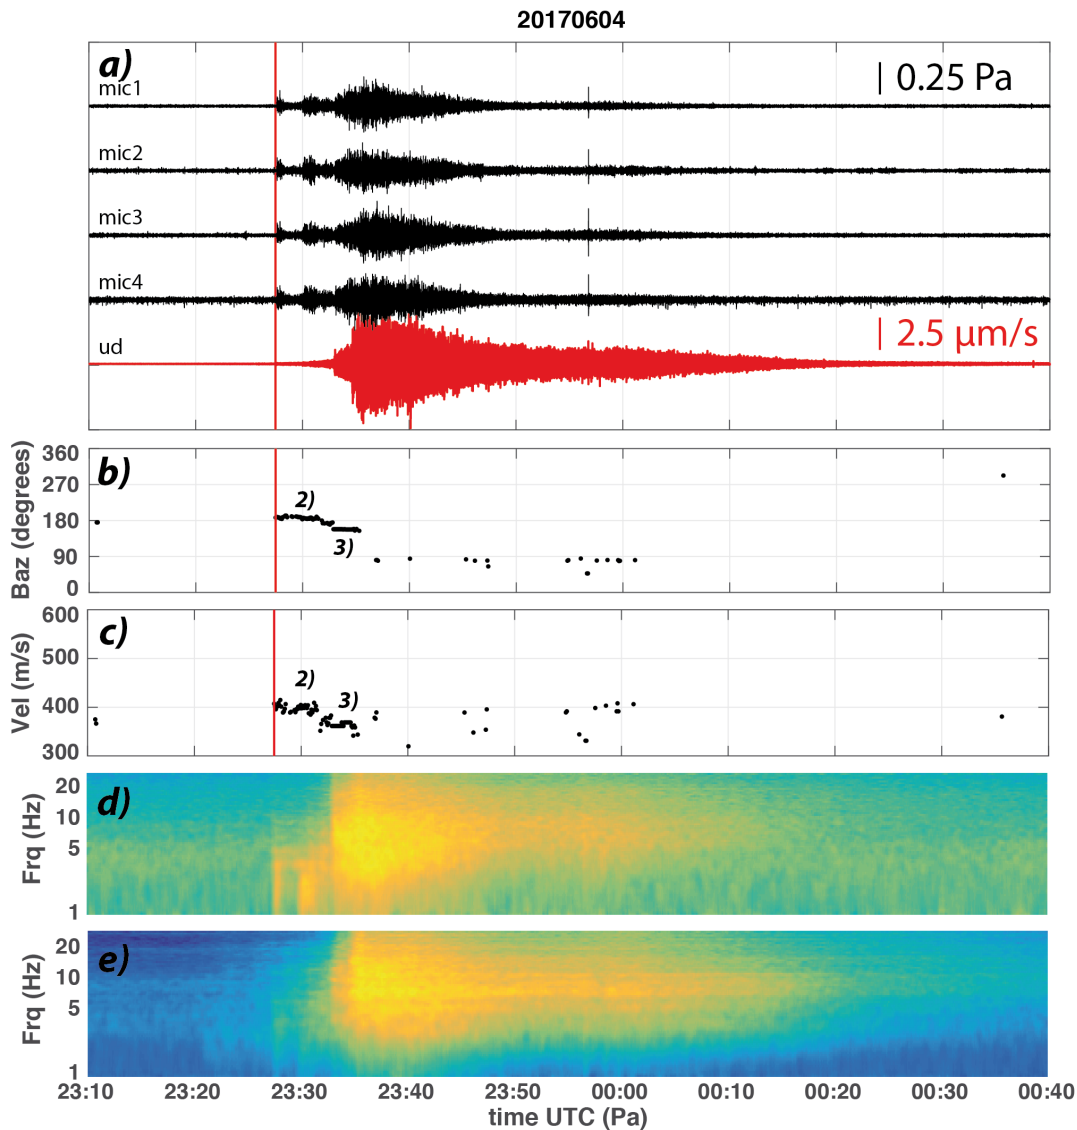 20170604
a)
mic1
| 0.25 Pa
mic2
mic3
mic4
ud
| 2.5 µm/s
Baz (degrees)
360
270
180
90
0
b)
2)
3)
Vel (m/s)
600
500
400
300
c)
2)
3)
Frq (Hz)
20
10
5
1
d)
Frq (Hz)
20
10
5
1
e)
23:10 23:20 23:30 23:40 23:50 00:00 00:10 00:20 00:30 00:40
time UTC (Pa)